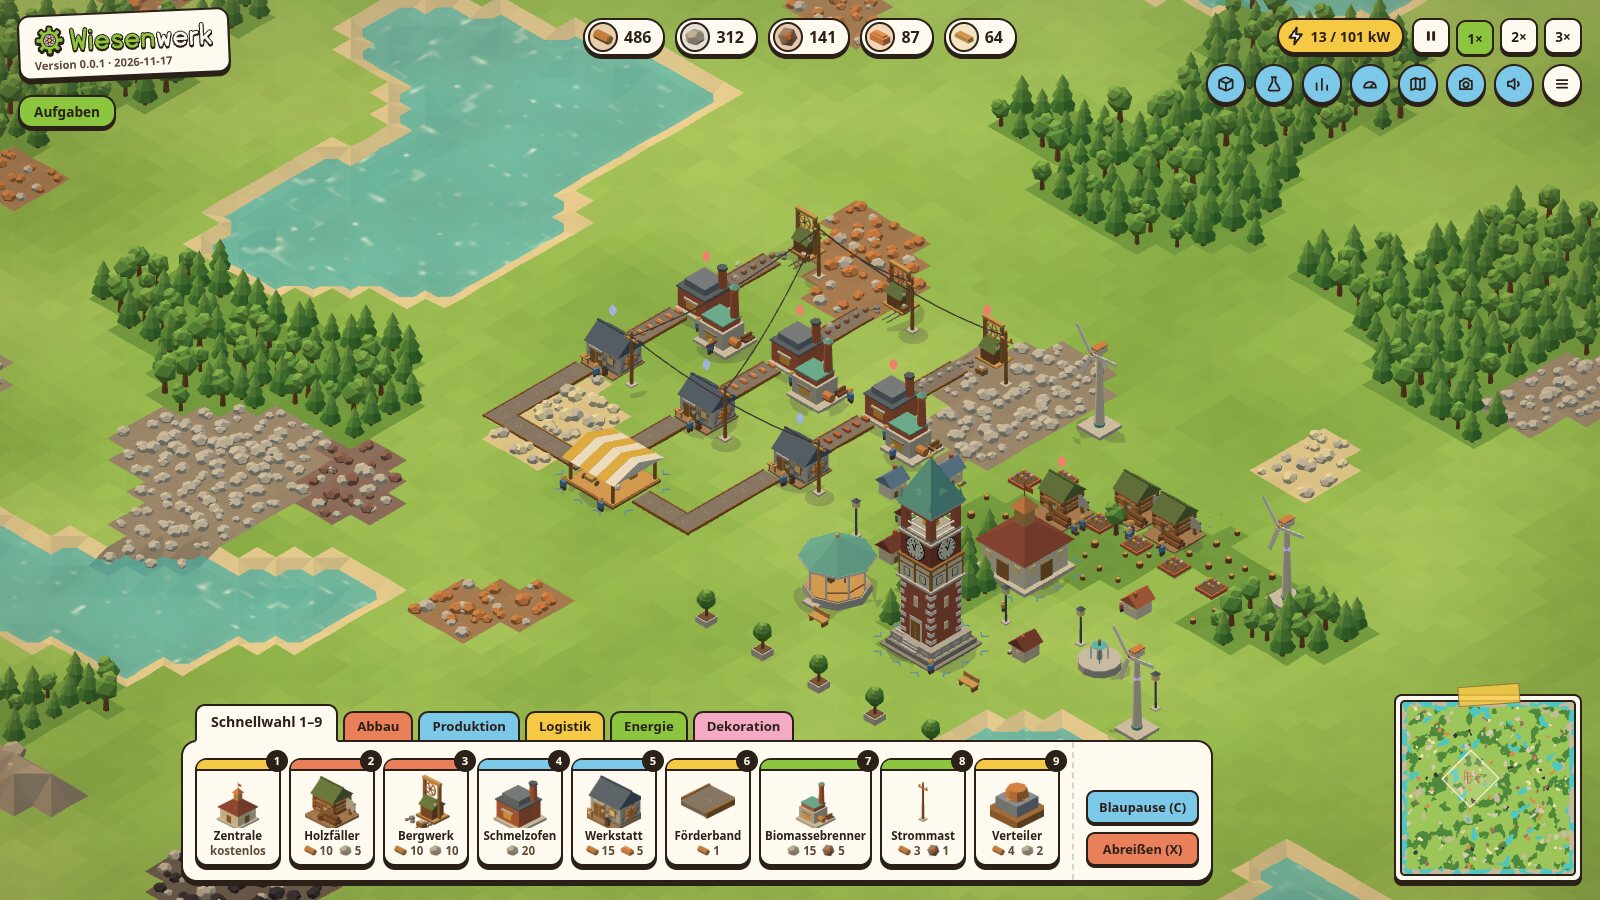 Wiesenwerk
Version 0.0.1 · 2026-11-17
486
312
141
87
64
13 / 101 kW
1×
2×
3×
Aufgaben
Schnellwahl 1–9
Abbau
Produktion
Logistik
Energie
Dekoration
1
2
3
4
5
6
7
8
9
Zentrale
kostenlos
Holzfäller
10 5
Bergwerk
10 10
Schmelzofen
20
Werkstatt
15 5
Förderband
1
Biomassebrenner
15 5
Strommast
3 1
Verteiler
4 2
Blaupause (C)
Abreißen (X)